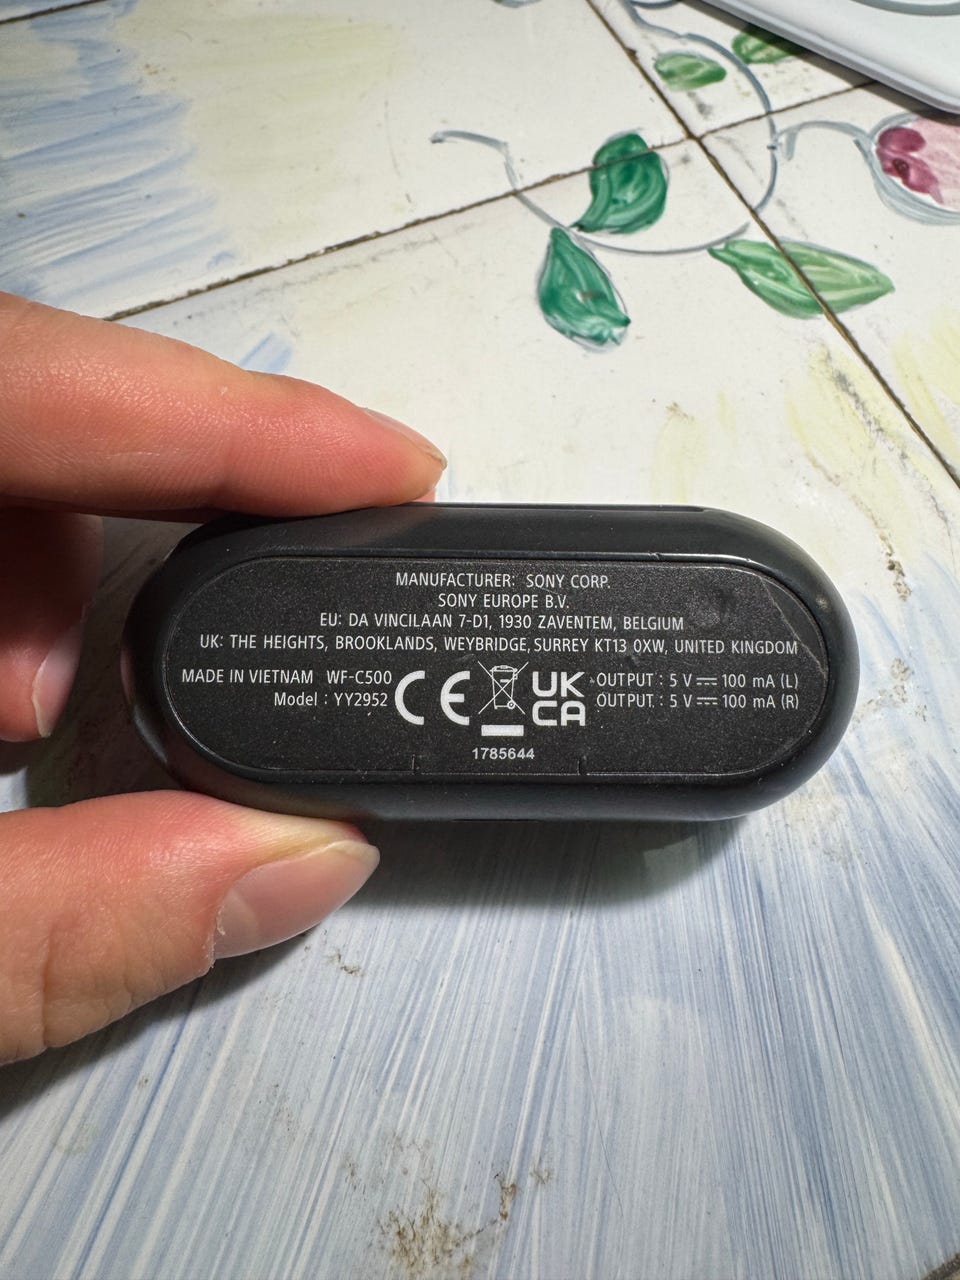 MANUFACTURER: SONY CORP.
SONY EUROPE B.V.
EU: DA VINCILAAN 7-D1, 1930 ZAVENTEM, BELGIUM
UK: THE HEIGHTS, BROOKLANDS, WEYBRIDGE, SURREY KT13 0XW, UNITED KINGDOM
MADE IN VIETNAM WF-C500 CE UK OUTPUT : 5 V ⎓ 100 mA (L)
Model : YY2952 CA OUTPUT : 5 V ⎓ 100 mA (R)
1785644